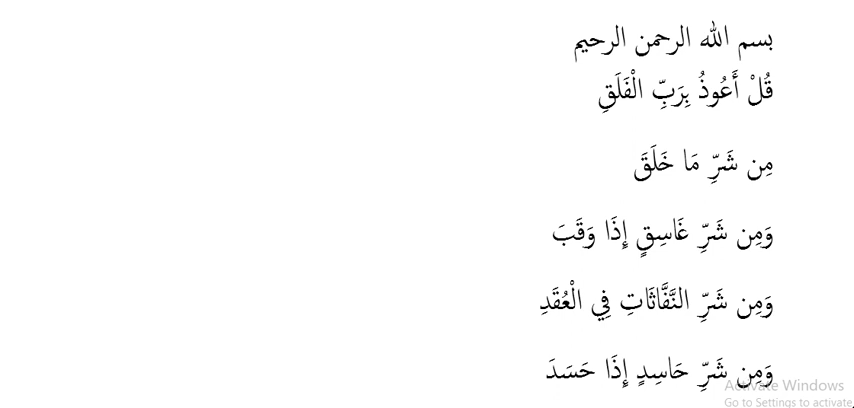 بسم الله الرحمن الرحيم
قُلْ أَعُوذُ بِرَبِّ الْفَلَقِ
مِن شَرِّ مَا خَلَقَ
وَمِن شَرِّ غَاسِقٍ إِذَا وَقَبَ
وَمِن شَرِّ النَّفَّاثَاتِ فِي الْعُقَدِ
وَمِن شَرِّ حَاسِدٍ إِذَا حَسَدَ
Activate Windows
Go to Settings to activate